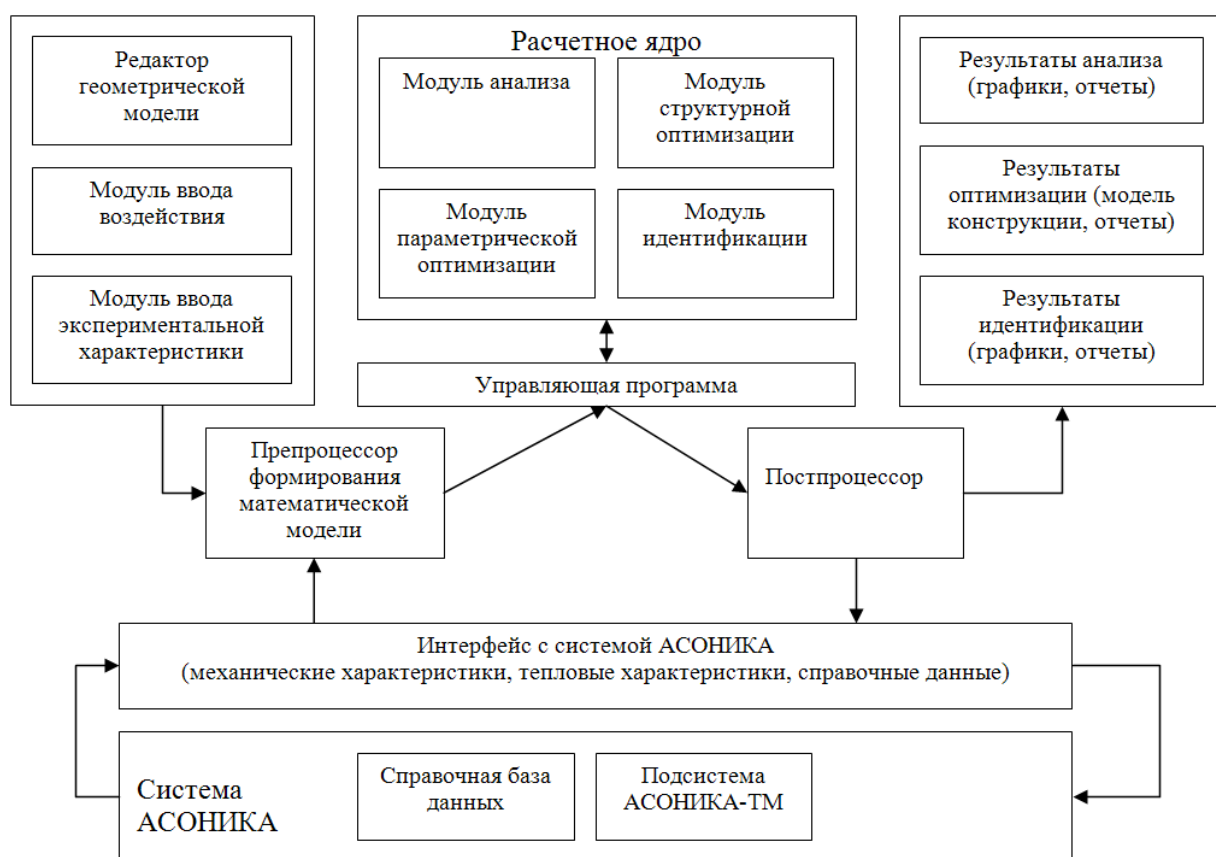 Редактор
геометрической
модели
Модуль ввода
воздействия
Модуль ввода
экспериментальной
характеристики
Расчетное ядро
Модуль анализа
Модуль
структурной
оптимизации
Модуль
параметрической
оптимизации
Модуль
идентификации
Результаты анализа
(графики, отчеты)
Результаты
оптимизации (модель
конструкции, отчеты)
Результаты
идентификации
(графики, отчеты)
Управляющая программа
Препроцессор
формирования
математической
модели
Постпроцессор
Интерфейс с системой АСОНИКА
(механические характеристики, тепловые характеристики, справочные данные)
Система
АСОНИКА
Справочная база
данных
Подсистема
АСОНИКА-ТМ